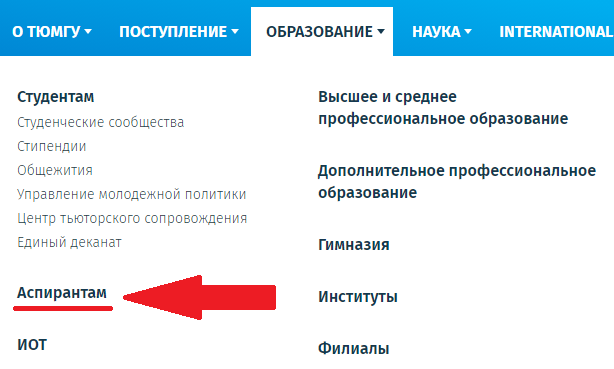 О ТЮМГУ ПОСТУПЛЕНИЕ ОБРАЗОВАНИЕ НАУКА INTERNATIONAL
Студентам
Студенческие сообщества
Стипендии
Общежития
Управление молодежной политики
Центр тьюторского сопровождения
Единый деканат
Аспирантам
ИОТ
Высшее и среднее
профессиональное образование
Дополнительное профессиональное
образование
Гимназия
Институты
Филиалы